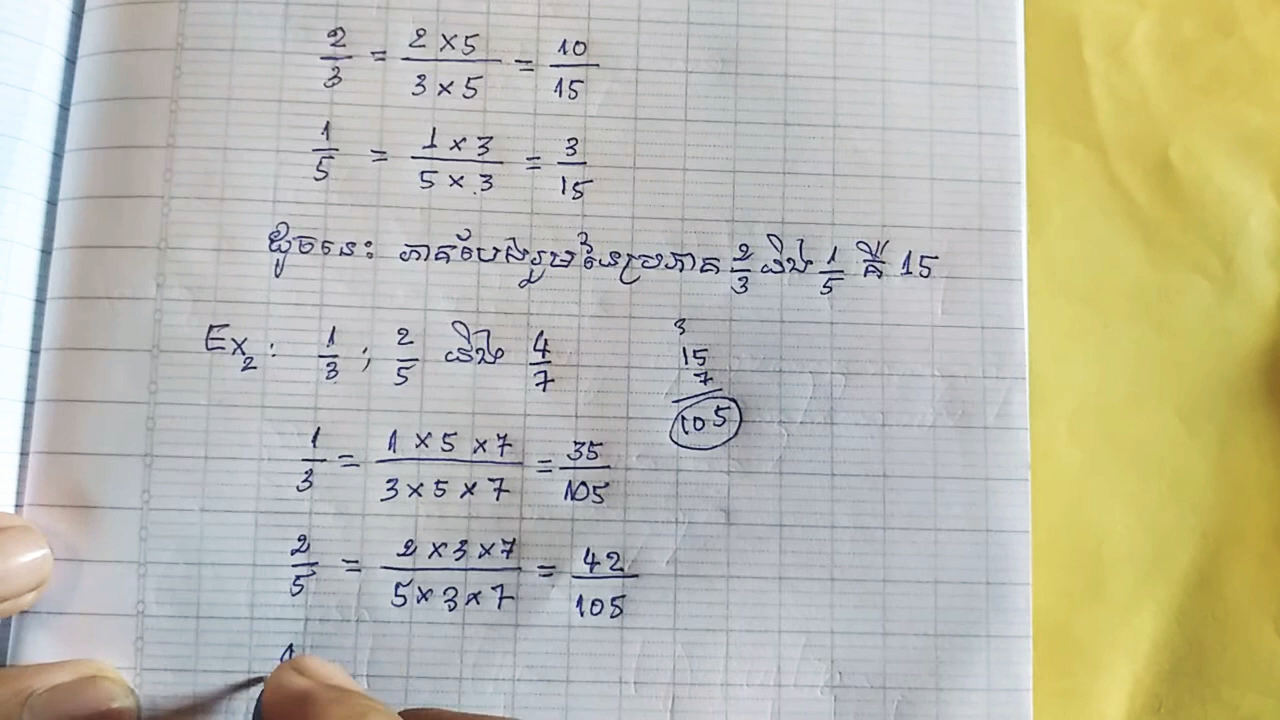 2/3 = 2 × 5 / 3 × 5 = 10/15
1/5 = 1 × 3 / 5 × 3 = 3/15
ដូចនេះ ភាគបែងរួមនៃប្រភាគ 2/3 និង 1/5 គឺ 15
Ex2 : 1/3 ; 2/5 និង 4/7
3
15
7
105
1/3 = 1 × 5 × 7 / 3 × 5 × 7 = 35/105
2/5 = 2 × 3 × 7 / 5 × 3 × 7 = 42/105